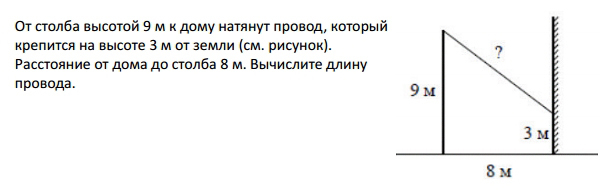 От столба высотой 9 м к дому натянут провод, который
крепится на высоте 3 м от земли (см. рисунок).
Расстояние от дома до столба 8 м. Вычислите длину
провода.
?
9 м
3 м
8 м